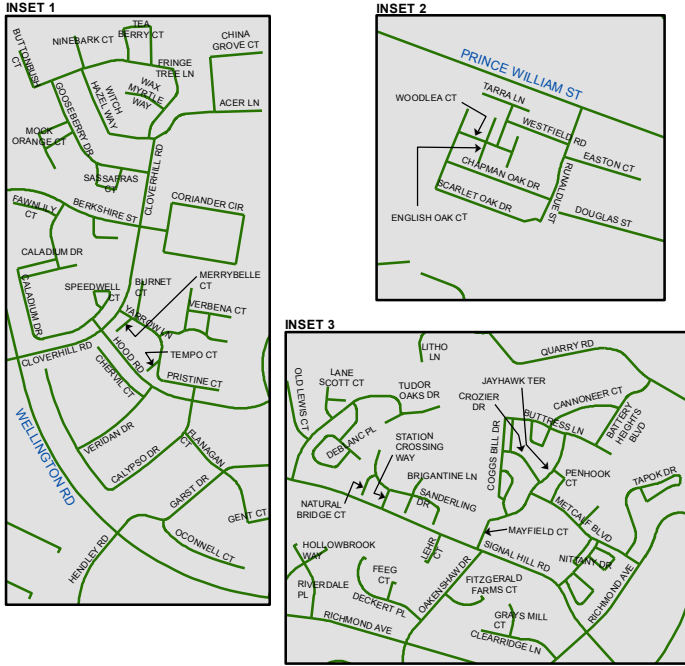 INSET 1
BUTTONBUSH
CT
NINEBARK CT
TEA
BERRY CT
CHINA
GROVE CT
FRINGE
TREE LN
WAX
MYRTLE
WAY
WITCH
HAZEL WAY
GOOSEBERRY DR
ACER LN
MOCK
ORANGE CT
SASSAFRAS
CT
CLOVERHILL RD
BERKSHIRE ST
CORIANDER CIR
FAWNLILY
CT
CALADIUM DR
CALADIUM DR
SPEEDWELL
CT
BURNET
CT
MERRYBELLE
CT
VERBENA CT
YARROW LN
HOOD RD
TEMPO CT
CLOVERHILL RD
CHERVIL CT
PRISTINE CT
WELLINGTON RD
VERIDAN DR
CALYPSO DR
FLANAGAN
CT
GARST DR
GENT CT
OCONNELL CT
HENDLEY RD
INSET 2
PRINCE WILLIAM ST
TARRA LN
WOODLEA CT
WESTFIELD RD
EASTON CT
CHAPMAN OAK DR
RUNALDUE ST
SCARLET OAK DR
DOUGLAS ST
ENGLISH OAK CT
INSET 3
LITHO
LN
QUARRY RD
OLD LEWIS CT
LANE
SCOTT CT
TUDOR
OAKS DR
JAYHAWK TER
CROZIER
DR
CANNONEER CT
BUTTRESS LN
BATTERY
HEIGHTS
BLVD
DEBLANC PL
STATION
CROSSING
WAY
COGGS BILL DR
BRIGANTINE LN
PENHOOK
CT
TAPOK DR
SANDERLING
DR
NATURAL
BRIDGE CT
METCALF BLVD
MAYFIELD CT
HOLLOWBROOK
WAY
LEHR
CT
SIGNAL HILL RD
NITTANY DR
FEEG
CT
RIVERDALE
PL
DECKERT PL
OAKENSHAW DR
FITZGERALD
FARMS CT
RICHMOND AVE
RICHMOND AVE
GRAYS MILL
CT
CLEARRIDGE LN